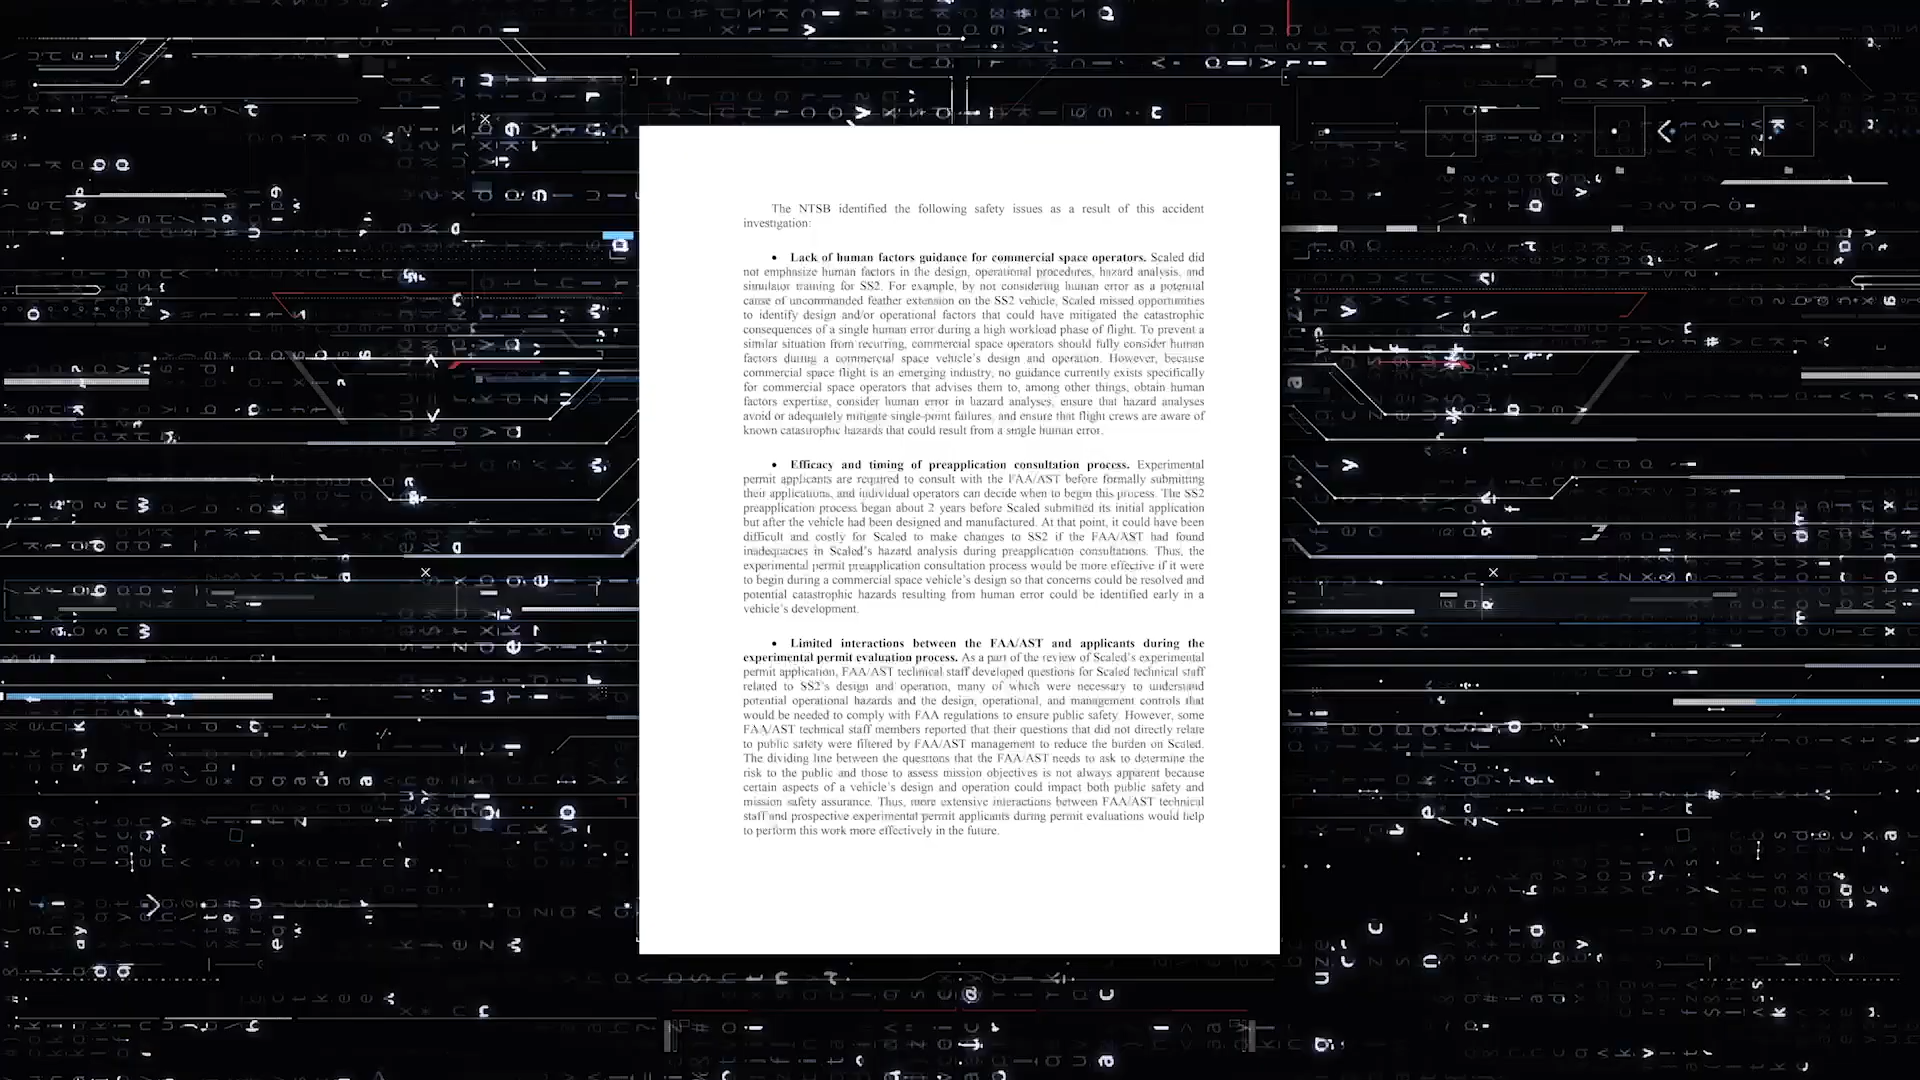 The NTSB identified the following safety issues as a result of this accident
investigation:
• Lack of human factors guidance for commercial space operators. Scaled did
not emphasize human factors in the design, operational procedures, hazard analysis, and
simulator training for SS2. For example, by not considering human error as a potential
cause of uncommanded feather extension on the SS2 vehicle, Scaled missed opportunities
to identify design and/or operational factors that could have mitigated the catastrophic
consequences of a single human error during a high workload phase of flight. To prevent a
similar situation from recurring, commercial space operators should fully consider human
factors during a commercial space vehicle's design and operation. However, because
commercial space flight is an emerging industry, no guidance currently exists specifically
for commercial space operators that advises them to, among other things, obtain human
factors expertise, consider human error in hazard analyses, ensure that hazard analyses
avoid or adequately mitigate single-point failures, and ensure that flight crews are aware of
known catastrophic hazards that could result from a single human error.
• Efficacy and timing of preapplication consultation process. Experimental
permit applicants are required to consult with the FAA/AST before formally submitting
their applications, and individual operators can decide when to begin this process. The SS2
preapplication process began about 2 years before Scaled submitted its initial application
but after the vehicle had been designed and manufactured. At that point, it could have been
difficult and costly for Scaled to make changes to SS2 if the FAA/AST had found
inadequacies in Scaled's hazard analysis during preapplication consultations. Thus, the
experimental permit preapplication consultation process would be more effective if it were
to begin during a commercial space vehicle's design so that concerns could be resolved and
potential catastrophic hazards resulting from human error could be identified early in a
vehicle's development.
• Limited interactions between the FAA/AST and applicants during the
experimental permit evaluation process. As a part of the review of Scaled's experimental
permit application, FAA/AST technical staff developed questions for Scaled technical staff
related to SS2's design and operation, many of which were necessary to understand
potential operational hazards and the design, operational, and management controls that
would be needed to comply with FAA regulations to ensure public safety. However, some
FAA/AST technical staff members reported that their questions that did not directly relate
to public safety were filtered by FAA/AST management to reduce the burden on Scaled.
The dividing line between the questions that the FAA/AST needs to ask to determine the
risk to the public and those to assess mission objectives is not always apparent because
certain aspects of a vehicle's design and operation could impact both public safety and
mission safety assurance. Thus, more extensive interactions between FAA/AST technical
staff and prospective experimental permit applicants during permit evaluations would help
to perform this work more effectively in the future.